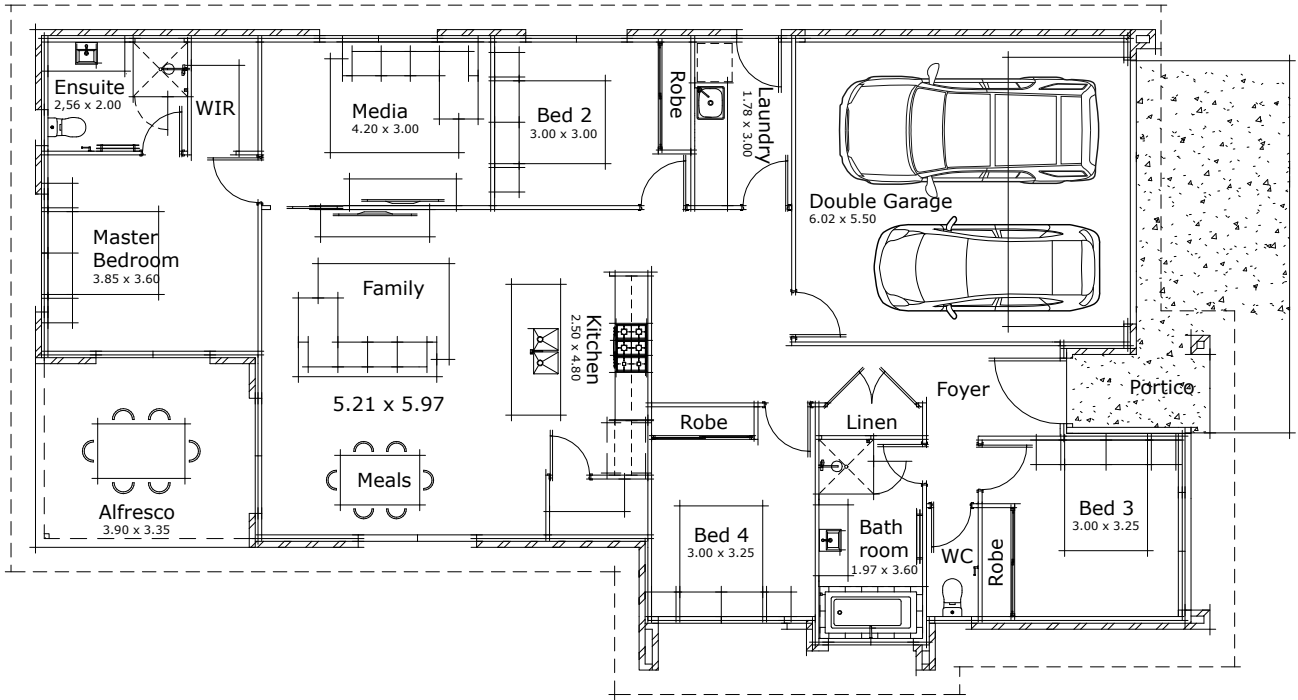 Ensuite
2,56 x 2.00
WIR
Media
4.20 x 3.00
Bed 2
3.00 x 3.00
Robe
Laundry
1.78 x 3.00
Double Garage
6.02 x 5.50
Master
Bedroom
3.85 x 3.60
Family
Kitchen
2.50 x 4.80
5.21 x 5.97
Foyer
Portico
Robe
Linen
Meals
Alfresco
3.90 x 3.35
Bed 4
3.00 x 3.25
Bath
room
1.97 x 3.60
WC
Robe
Bed 3
3.00 x 3.25